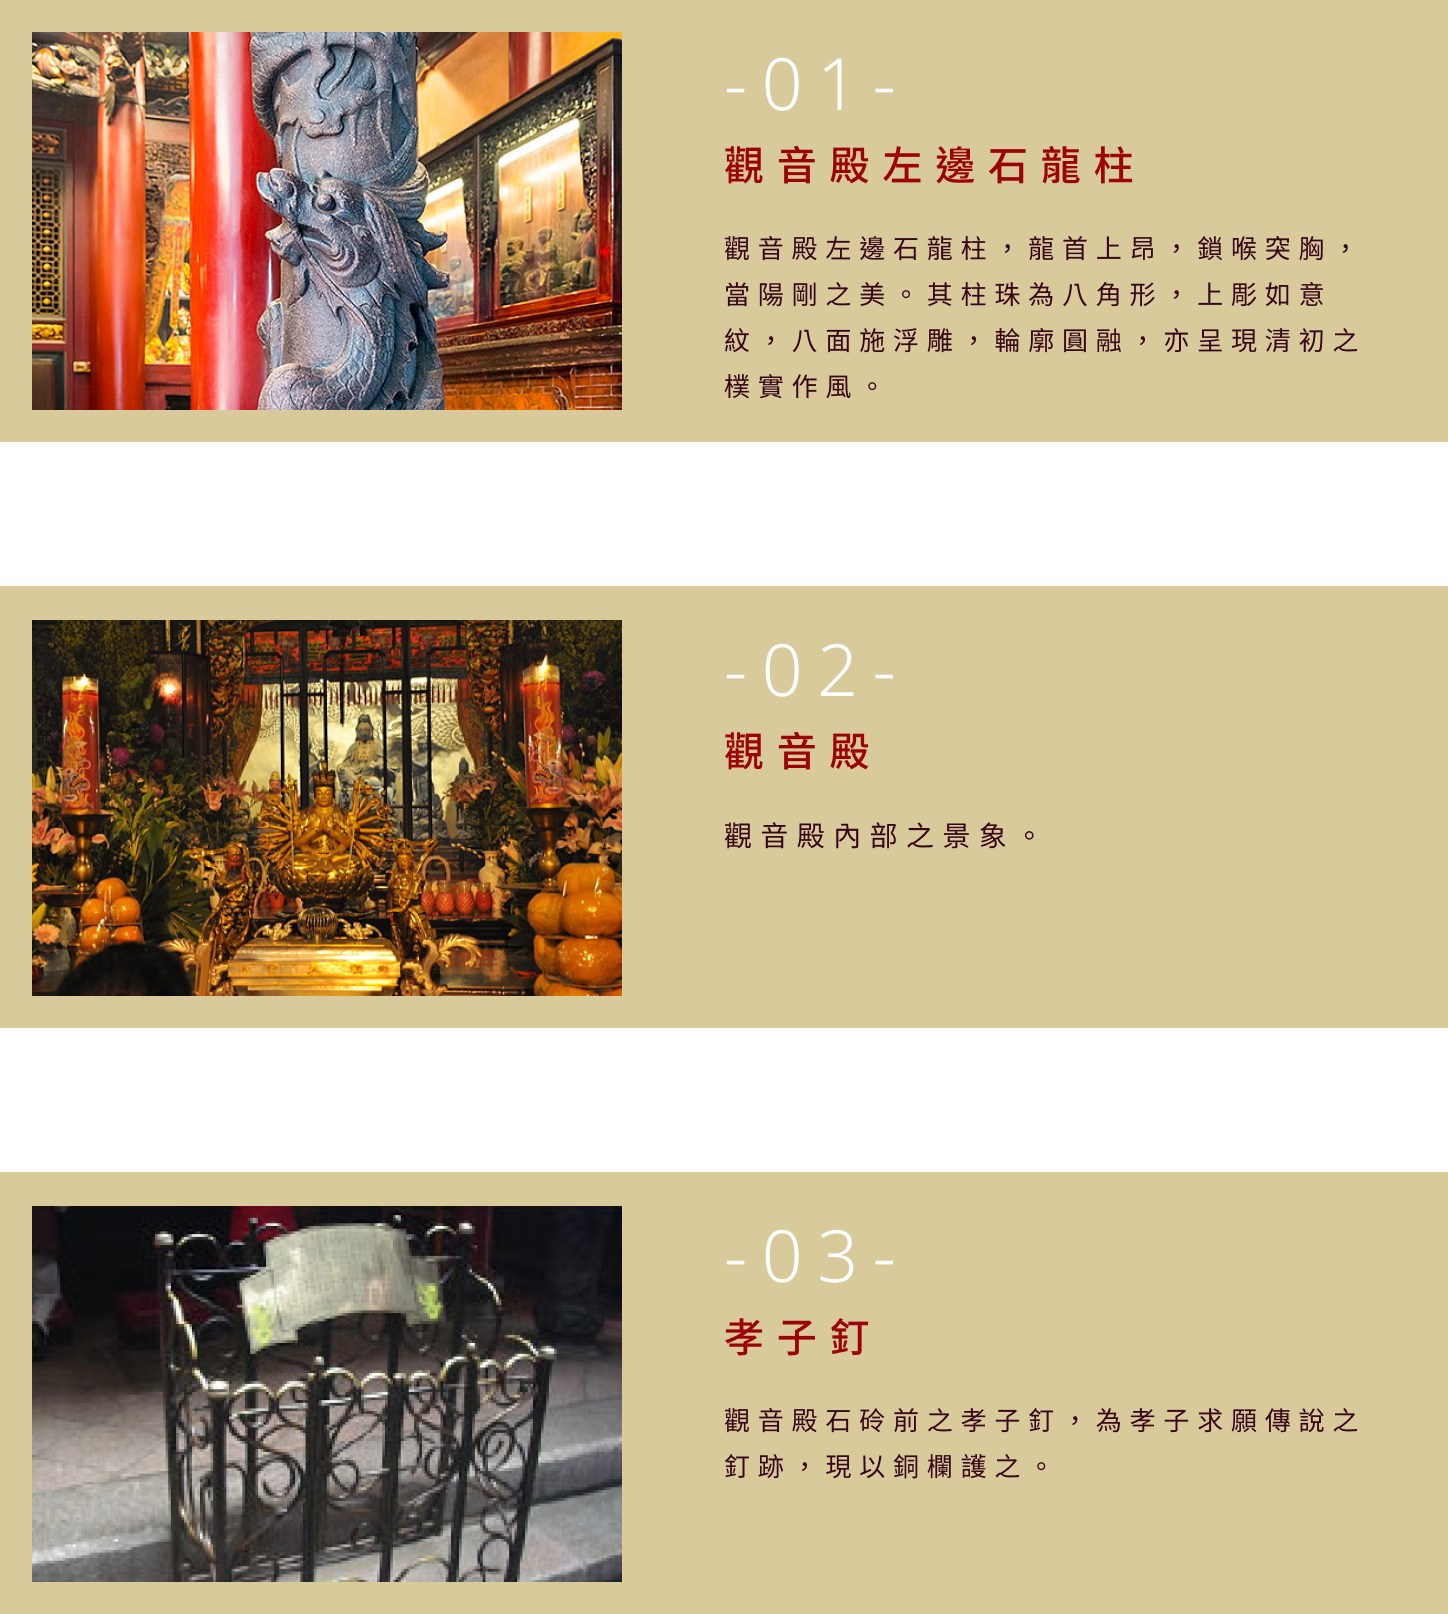 -01-
觀音殿左邊石龍柱
觀音殿左邊石龍柱，龍首上昂，鎖喉突胸，
當陽剛之美。其柱珠為八角形，上彫如意
紋，八面施浮雕，輪廓圓融，亦呈現清初之
樸實作風。
-02-
觀音殿
觀音殿內部之景象。
-03-
孝子釘
觀音殿石砱前之孝子釘，為孝子求願傳說之
釘跡，現以銅欄護之。